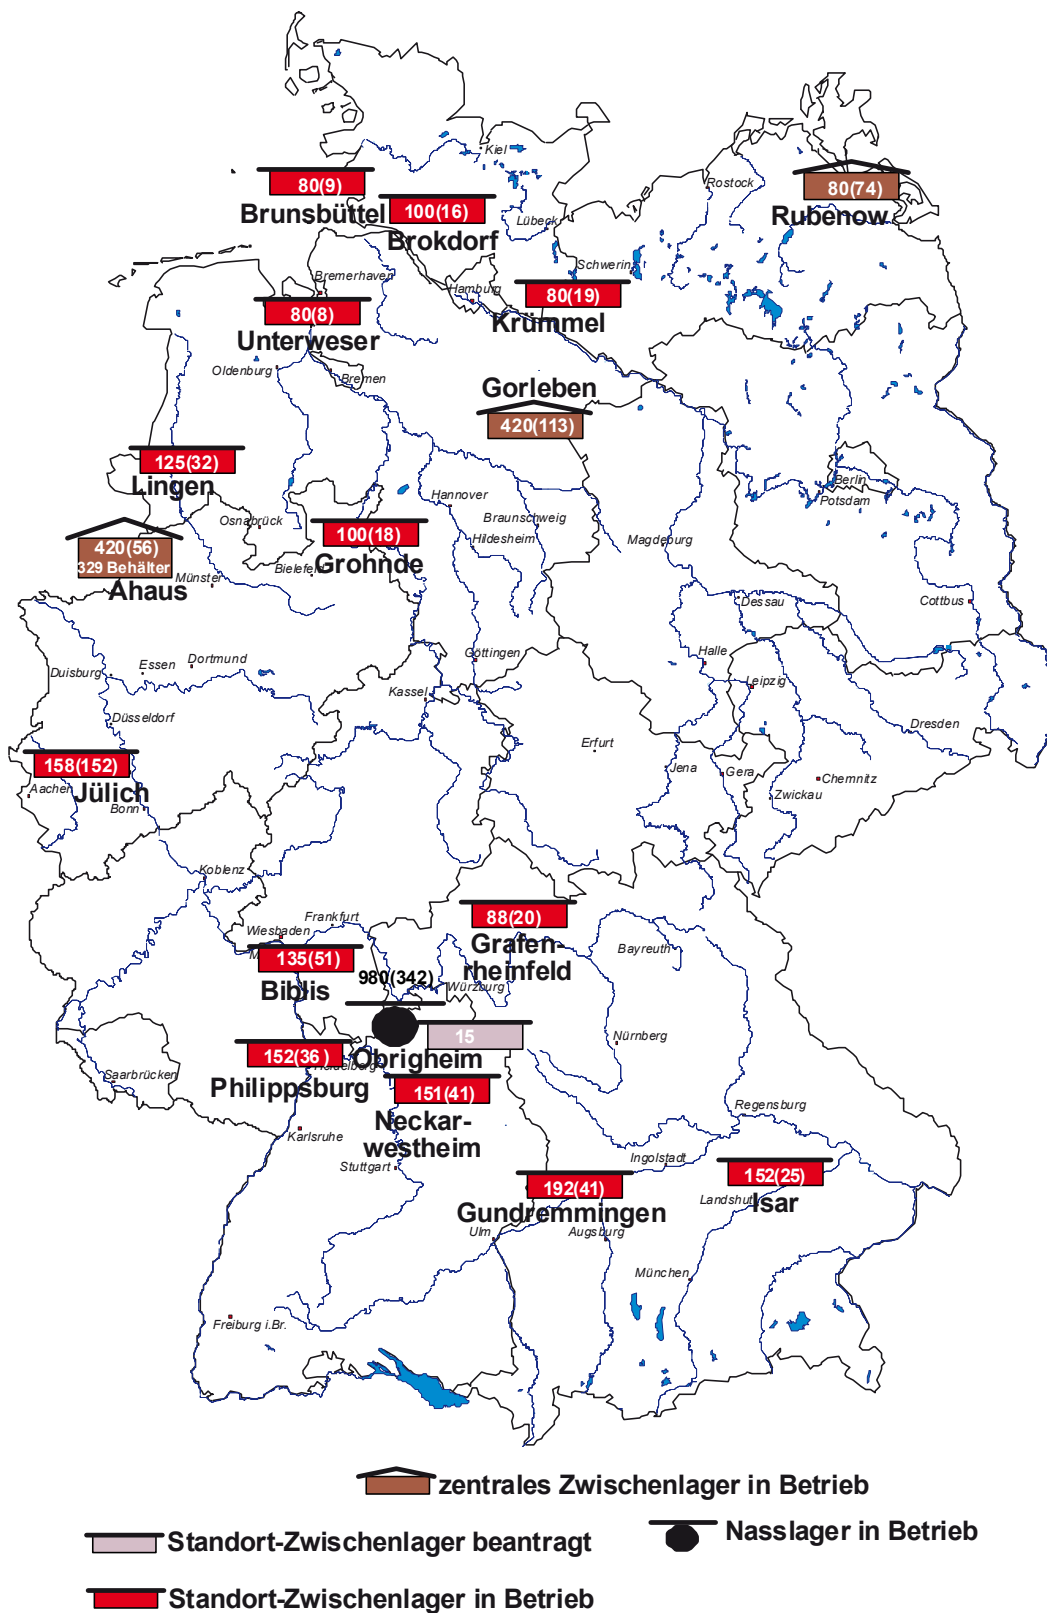 Kiel
80(9)
Brunsbüttel
100(16)
Brokdorf
Lübeck
Rostock
80(74)
Rubenow
Schwerin
Bremerhaven
Hamburg
80(19)
Krümmel
80(8)
Unterweser
Oldenburg
Bremen
Gorleben
420(113)
125(32)
Lingen
Hannover
Berlin
Potsdam
Osnabrück
Braunschweig
100(18)
Grohnde
Hildesheim
Magdeburg
420(56)
329 Behälter
Ahaus
Münster
Bielefeld
Dessau
Cottbus
Duisburg
Essen
Dortmund
Göttingen
Halle
Kassel
Leipzig
Düsseldorf
Erfurt
Dresden
158(152)
Jülich
Aachen
Bonn
Jena
Gera
Chemnitz
Zwickau
Koblenz
88(20)
Grafen-
rheinfeld
Frankfurt
Wiesbaden
M
135(51)
Biblis
Bayreuth
980(342)
Würzburg
15
Obrigheim
Nürnberg
152(36)
Heidelberg
Philippsburg
Saarbrücken
151(41)
Neckar-
westheim
Regensburg
Karlsruhe
Ingolstadt
Stuttgart
152(25)
Isar
Landshut
192(41)
Gundremmingen
Ulm
Augsburg
München
Freiburg i.Br.
zentrales Zwischenlager in Betrieb
Standort-Zwischenlager beantragt
Nasslager in Betrieb
Standort-Zwischenlager in Betrieb